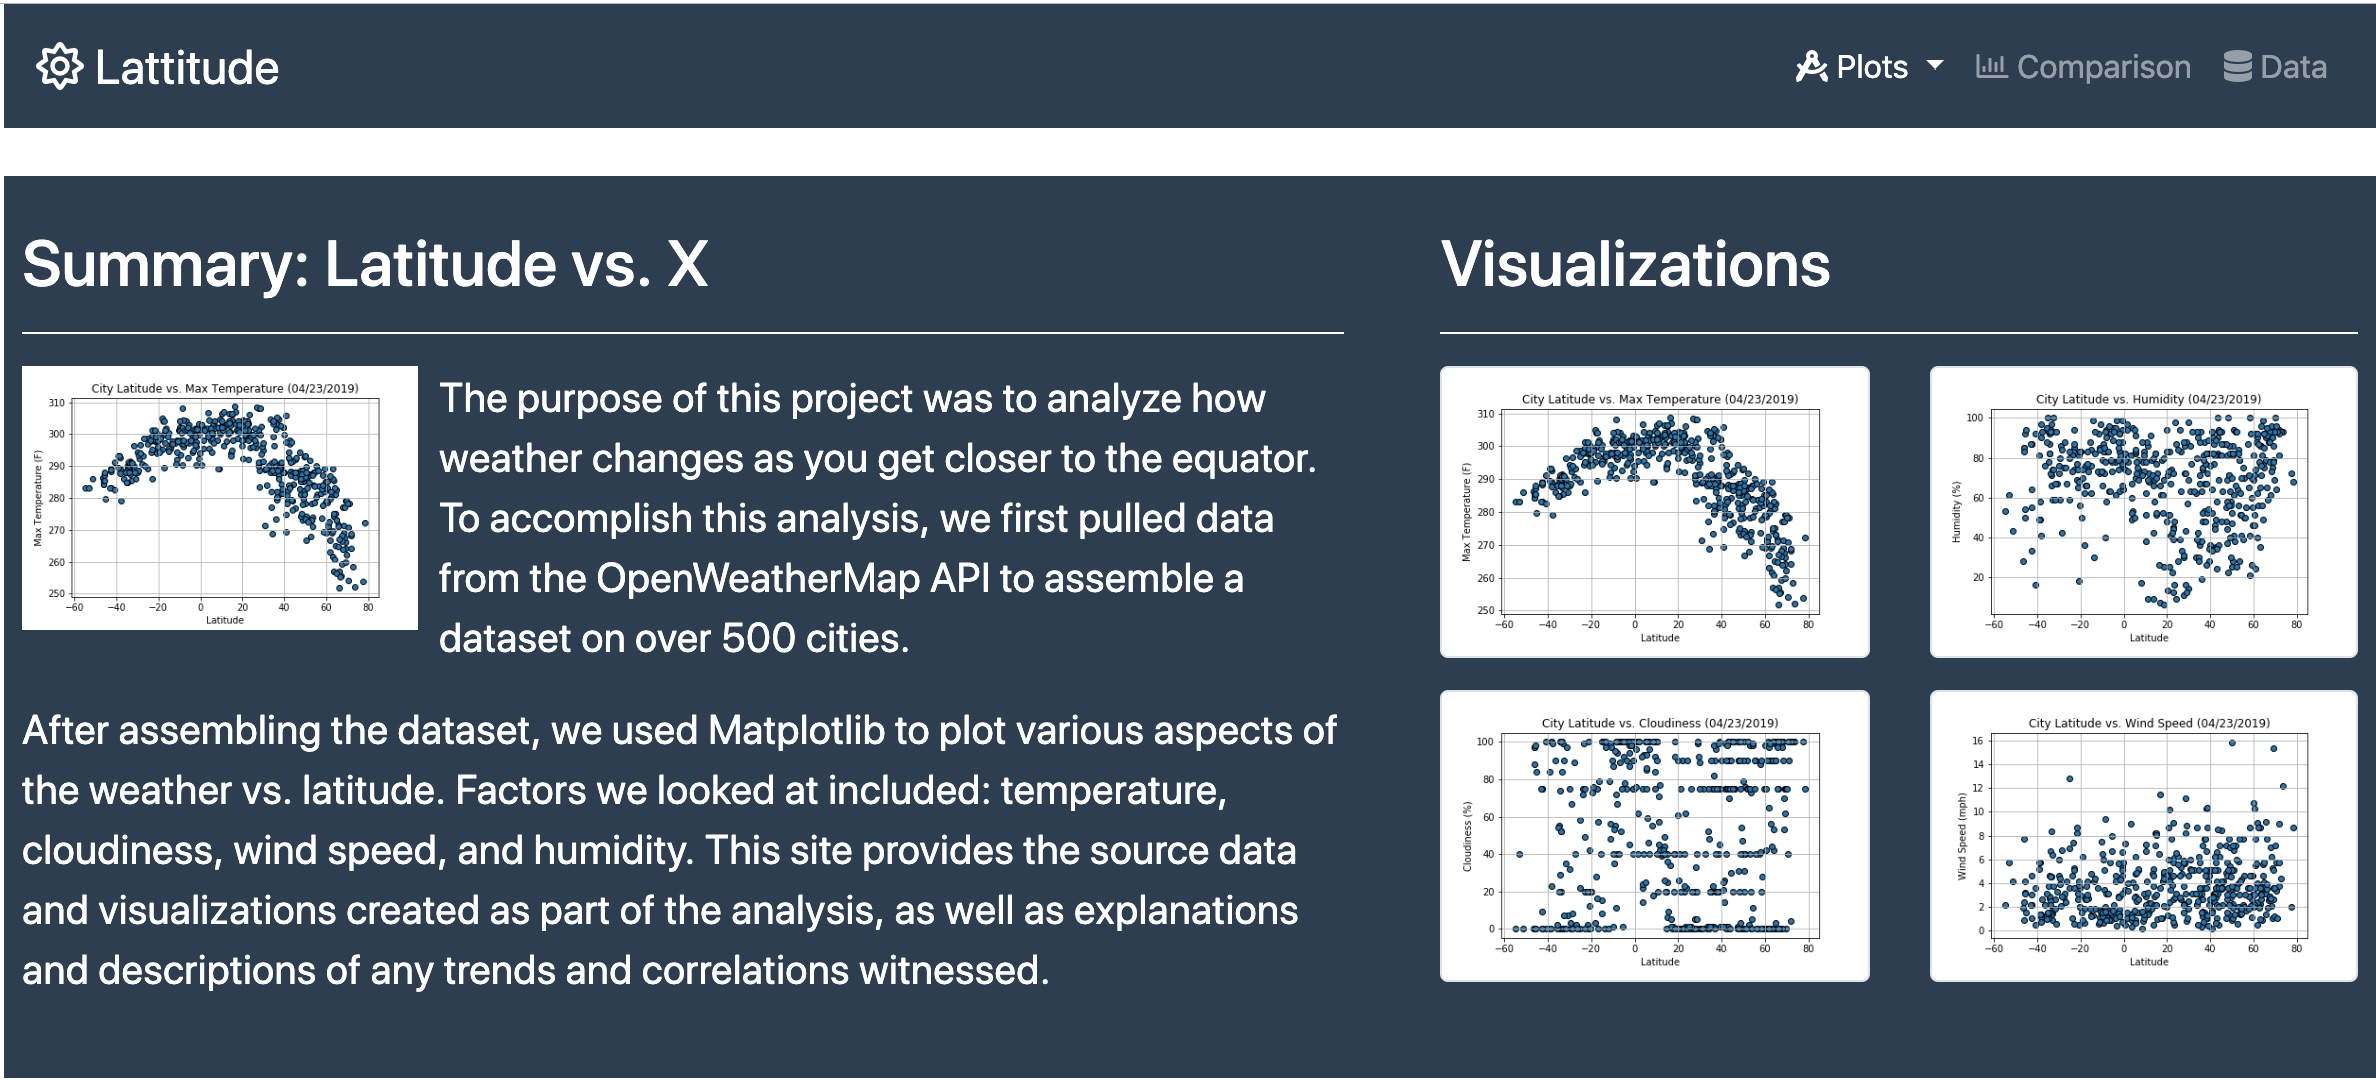 Lattitude
Plots
Comparison
Data
Summary: Latitude vs. X
City Latitude vs. Max Temperature (04/23/2019)
310
300
290
280
270
260
250
Max Temperature (F)
−60 −40 −20 0 20 40 60 80
Latitude
The purpose of this project was to analyze how
weather changes as you get closer to the equator.
To accomplish this analysis, we first pulled data
from the OpenWeatherMap API to assemble a
dataset on over 500 cities.
After assembling the dataset, we used Matplotlib to plot various aspects of
the weather vs. latitude. Factors we looked at included: temperature,
cloudiness, wind speed, and humidity. This site provides the source data
and visualizations created as part of the analysis, as well as explanations
and descriptions of any trends and correlations witnessed.
Visualizations
City Latitude vs. Max Temperature (04/23/2019)
310
300
290
280
270
260
250
Max Temperature (F)
−60 −40 −20 0 20 40 60 80
Latitude
City Latitude vs. Humidity (04/23/2019)
100
80
60
40
20
Humidity (%)
−60 −40 −20 0 20 40 60 80
Latitude
City Latitude vs. Cloudiness (04/23/2019)
100
80
60
40
20
0
Cloudiness (%)
−60 −40 −20 0 20 40 60 80
Latitude
City Latitude vs. Wind Speed (04/23/2019)
16
14
12
10
8
6
4
2
0
Wind Speed (mph)
−60 −40 −20 0 20 40 60 80
Latitude